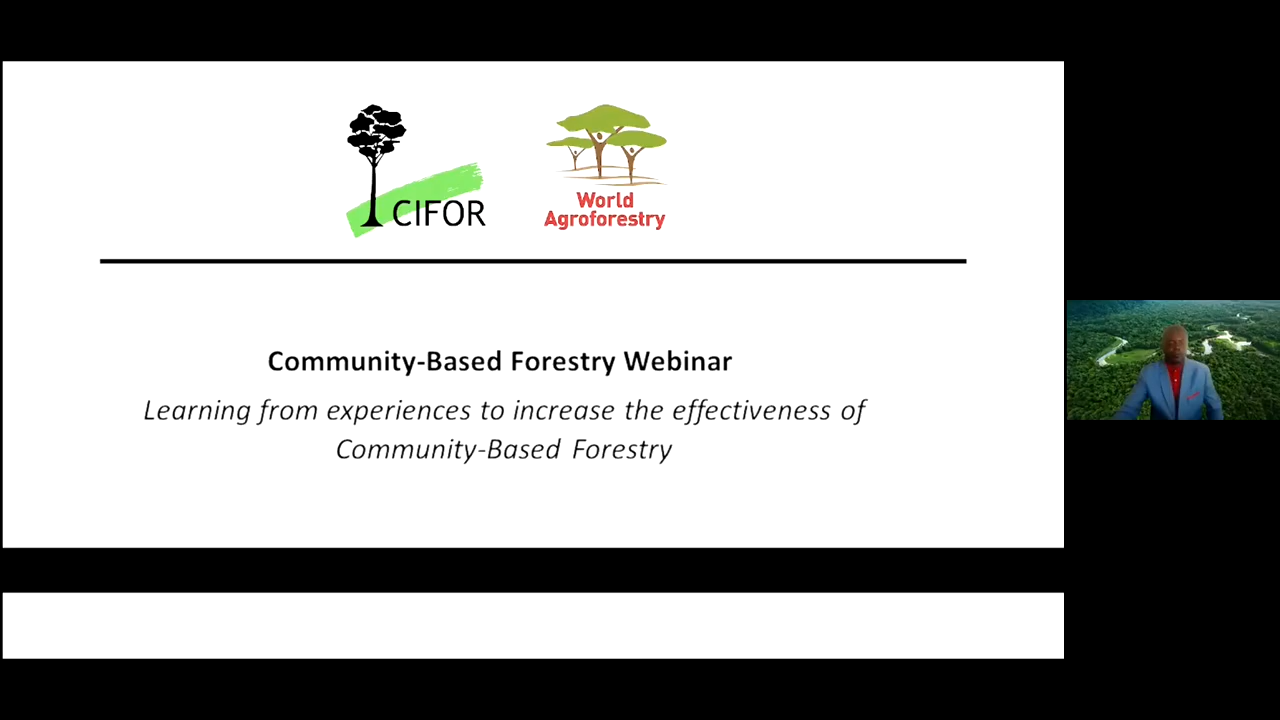 CIFOR
World
Agroforestry
Community-Based Forestry Webinar
Learning from experiences to increase the effectiveness of
Community-Based Forestry